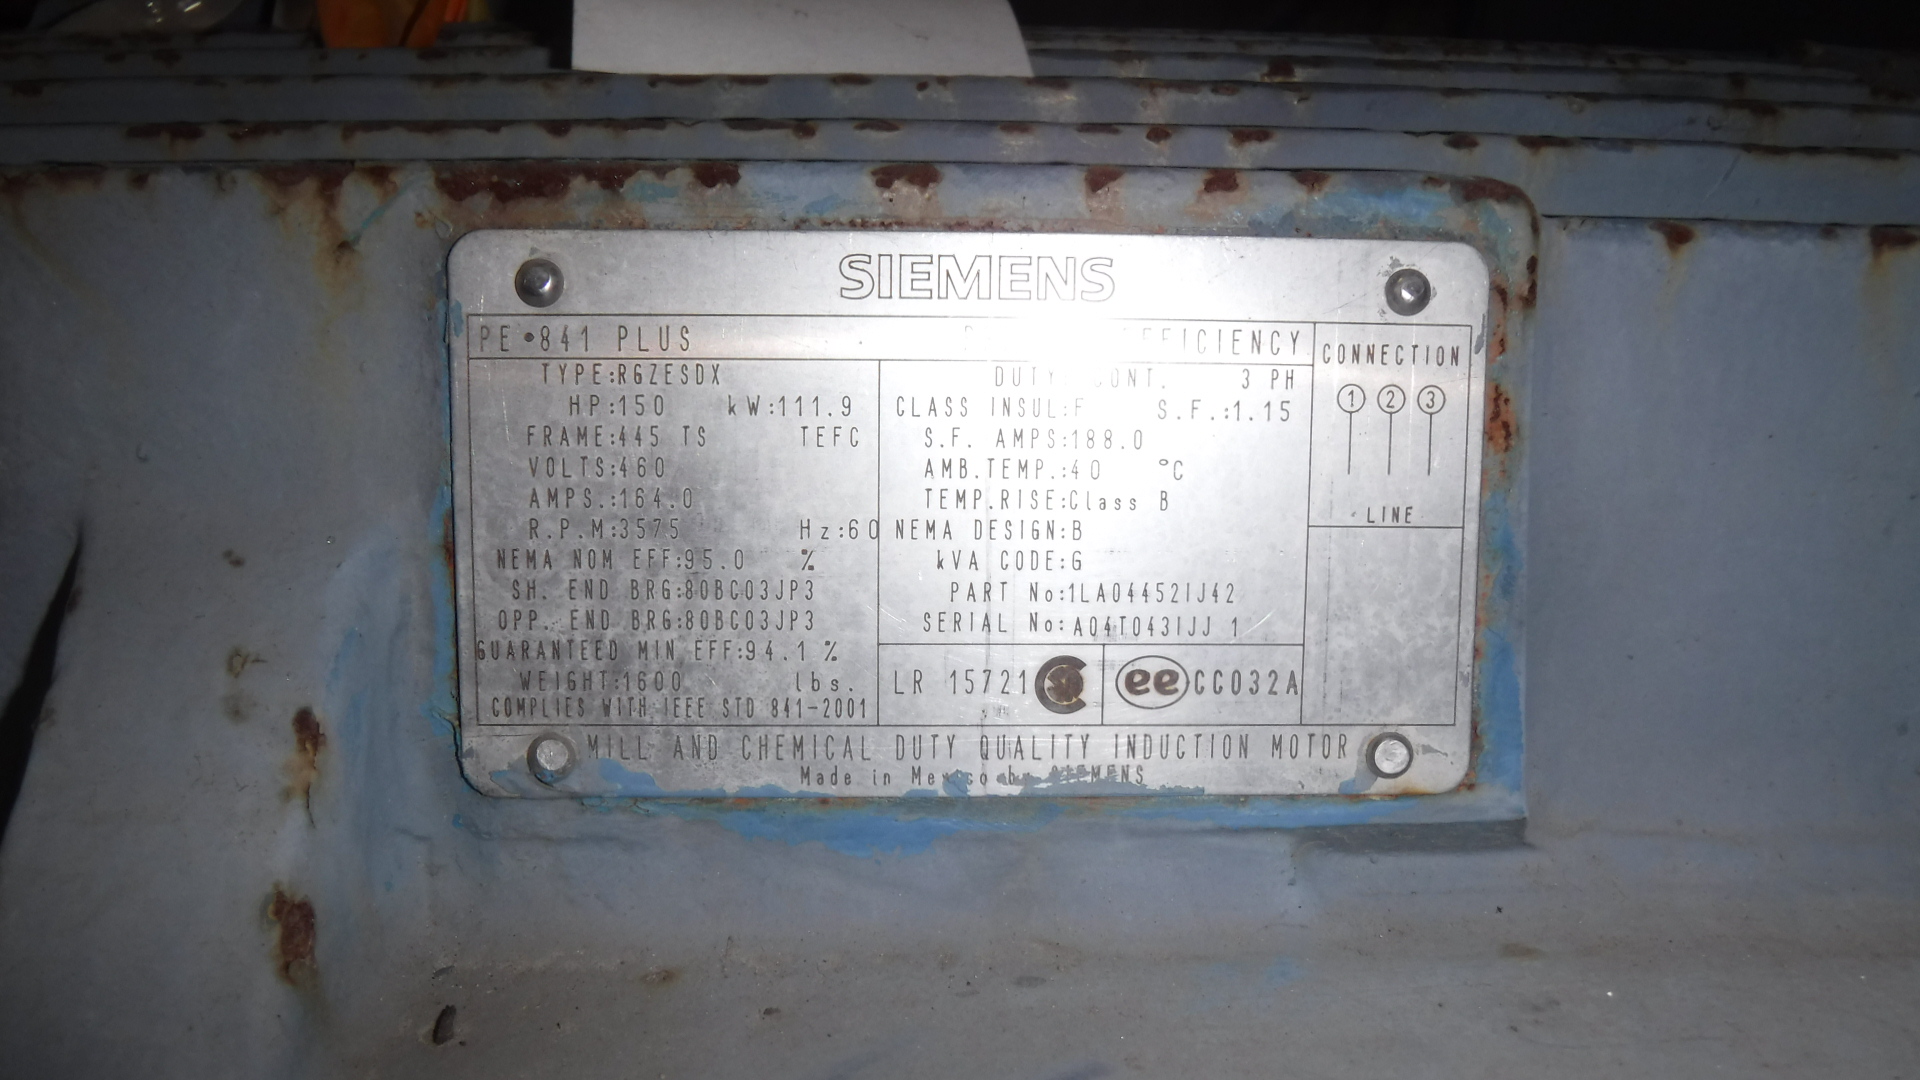 SIEMENS
PE•841 PLUS EFFICIENCY
TYPE:RGZESDX
HP:150 kW:111.9
FRAME:445 TS TEFC
VOLTS:460
AMPS.:164.0
R.P.M:3575 Hz:60
NEMA NOM EFF:95.0 %
SH. END BRG:80BC03JP3
OPP. END BRG:80BC03JP3
GUARANTEED MIN EFF:94.1 %
WEIGHT:1600 lbs.
COMPLIES WITH IEEE STD 841-2001
DUTY CONT. 3 PH
CLASS INSUL:F S.F.:1.15
S.F. AMPS:188.0
AMB.TEMP.:40 °C
TEMP.RISE:Class B
NEMA DESIGN:B
kVA CODE:G
PART No:1LA04452IJ42
SERIAL No:A04T043IJJ 1
LR 15721
ee CC032A
CONNECTION
1 2 3
LINE
MILL AND CHEMICAL DUTY QUALITY INDUCTION MOTOR
Made in Mexico by SIEMENS